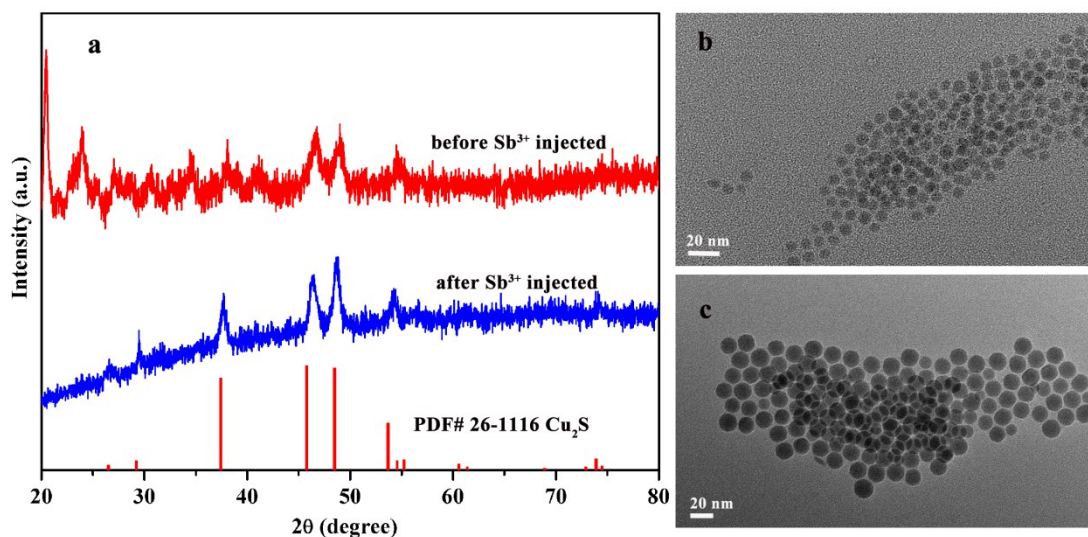 a
before Sb³⁺ injected
after Sb³⁺ injected
PDF# 26-1116 Cu₂S
Intensity (a.u.)
20 30 40 50 60 70 80
2θ (degree)
b
20 nm
c
20 nm